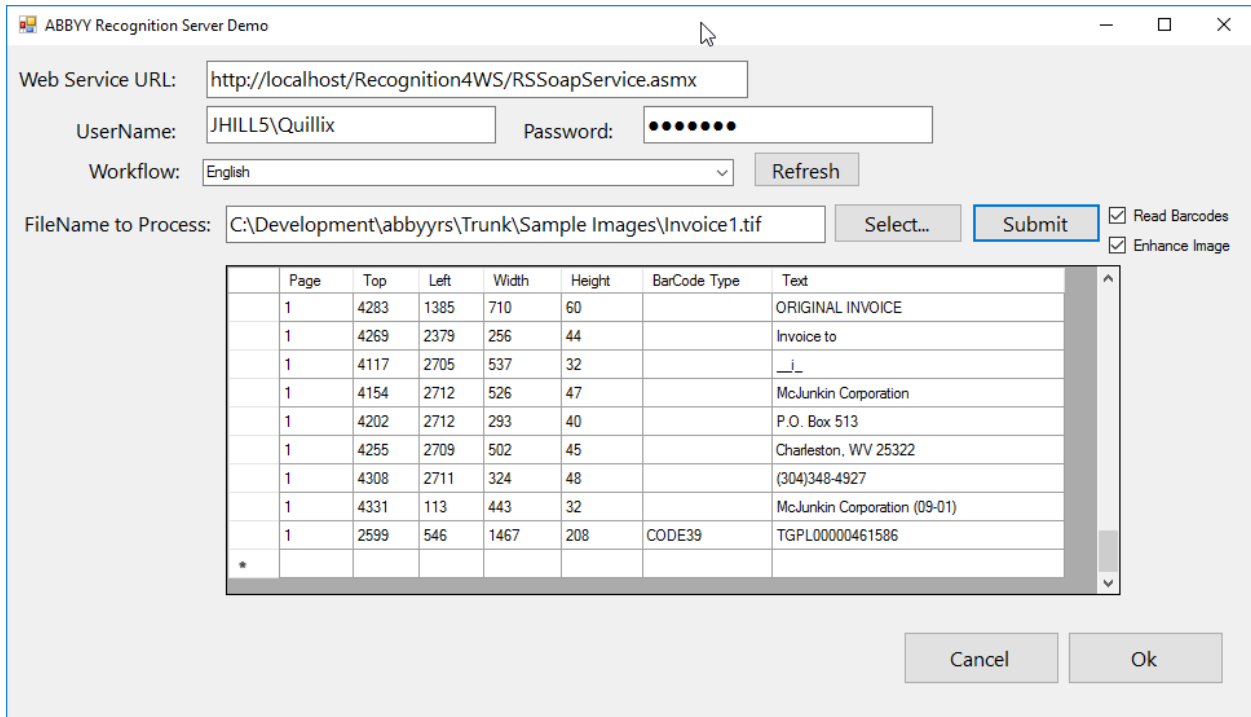 ABBYY Recognition Server Demo
Web Service URL: http://localhost/Recognition4WS/RSSoapService.asmx
UserName: JHILL5\Quillix Password: ●●●●●●●
Workflow: English Refresh
FileName to Process: C:\Development\abbyyrs\Trunk\Sample Images\Invoice1.tif Select... Submit Read Barcodes
Enhance Image
Page Top Left Width Height BarCode Type Text
1 4283 1385 710 60 ORIGINAL INVOICE
1 4269 2379 256 44 Invoice to
1 4117 2705 537 32 __i_
1 4154 2712 526 47 McJunkin Corporation
1 4202 2712 293 40 P.O. Box 513
1 4255 2709 502 45 Charleston, WV 25322
1 4308 2711 324 48 (304)348-4927
1 4331 113 443 32 McJunkin Corporation (09-01)
1 2599 546 1467 208 CODE39 TGPL00000461586
*
Cancel Ok